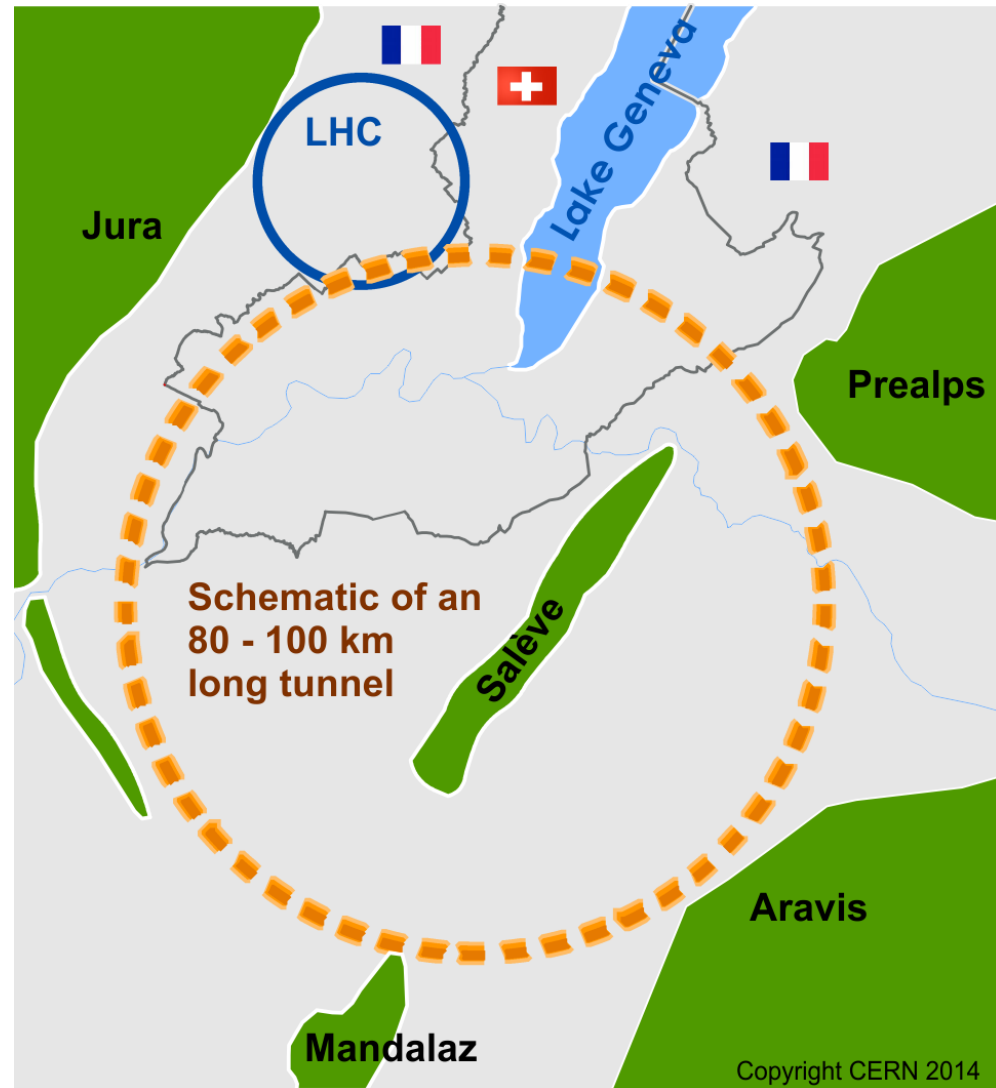 LHC
Lake Geneva
Jura
Prealps
Schematic of an
80 - 100 km
long tunnel
Salève
Aravis
Mandalaz
Copyright CERN 2014